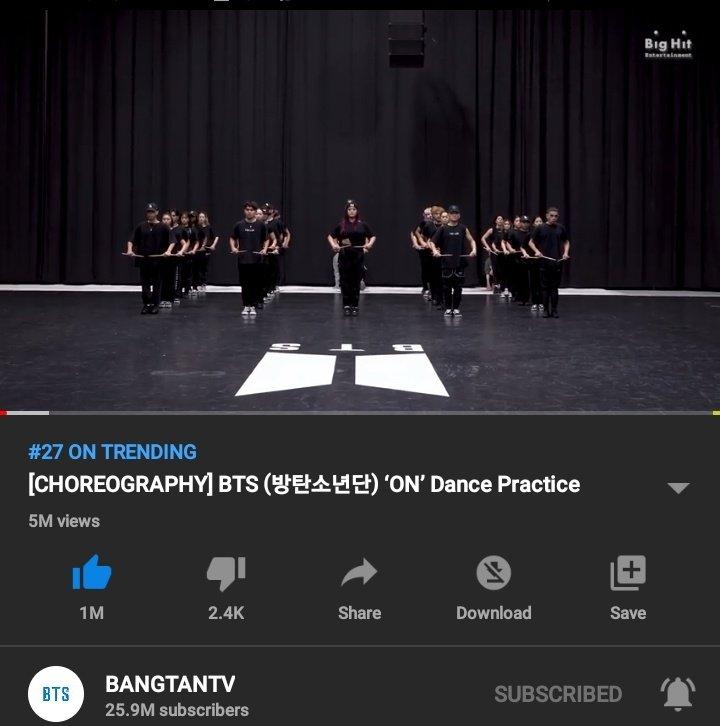 Big Hit
Entertainment
BTS
#27 ON TRENDING
[CHOREOGRAPHY] BTS (방탄소년단) ‘ON’ Dance Practice
5M views
1M
2.4K
Share
Download
Save
BTS
BANGTANTV
25.9M subscribers
SUBSCRIBED